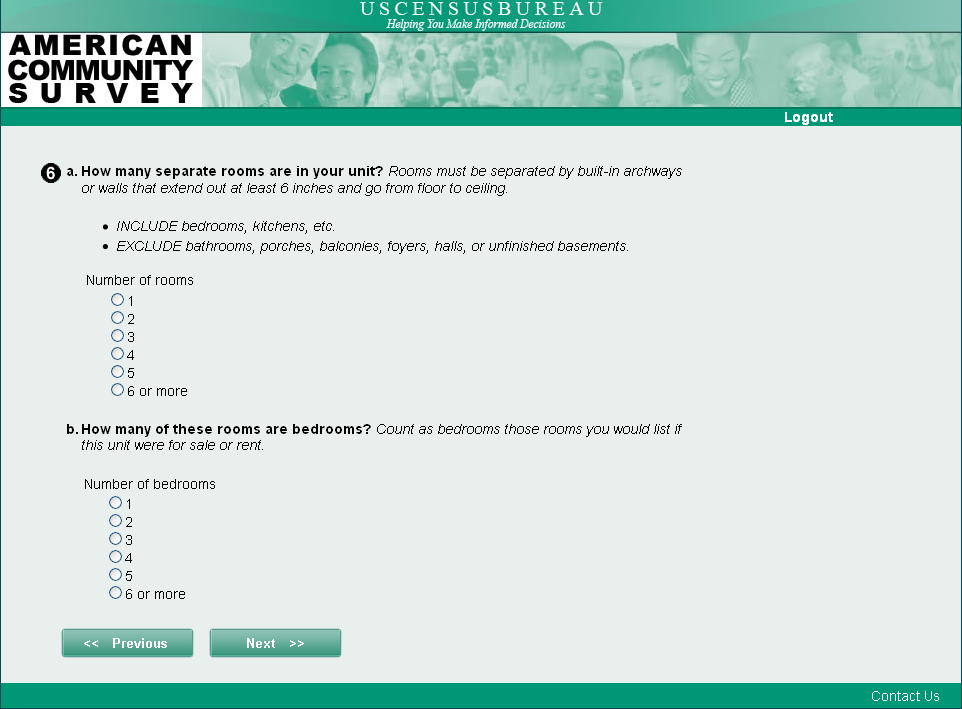 USCENSUSBUREAU
Helping You Make Informed Decisions
AMERICAN
COMMUNITY
SURVEY
Logout
6 a. How many separate rooms are in your unit? Rooms must be separated by built-in archways
or walls that extend out at least 6 inches and go from floor to ceiling.
• INCLUDE bedrooms, kitchens, etc.
• EXCLUDE bathrooms, porches, balconies, foyers, halls, or unfinished basements.
Number of rooms
1
2
3
4
5
6 or more
b. How many of these rooms are bedrooms? Count as bedrooms those rooms you would list if
this unit were for sale or rent.
Number of bedrooms
1
2
3
4
5
6 or more
<< Previous Next >>
Contact Us